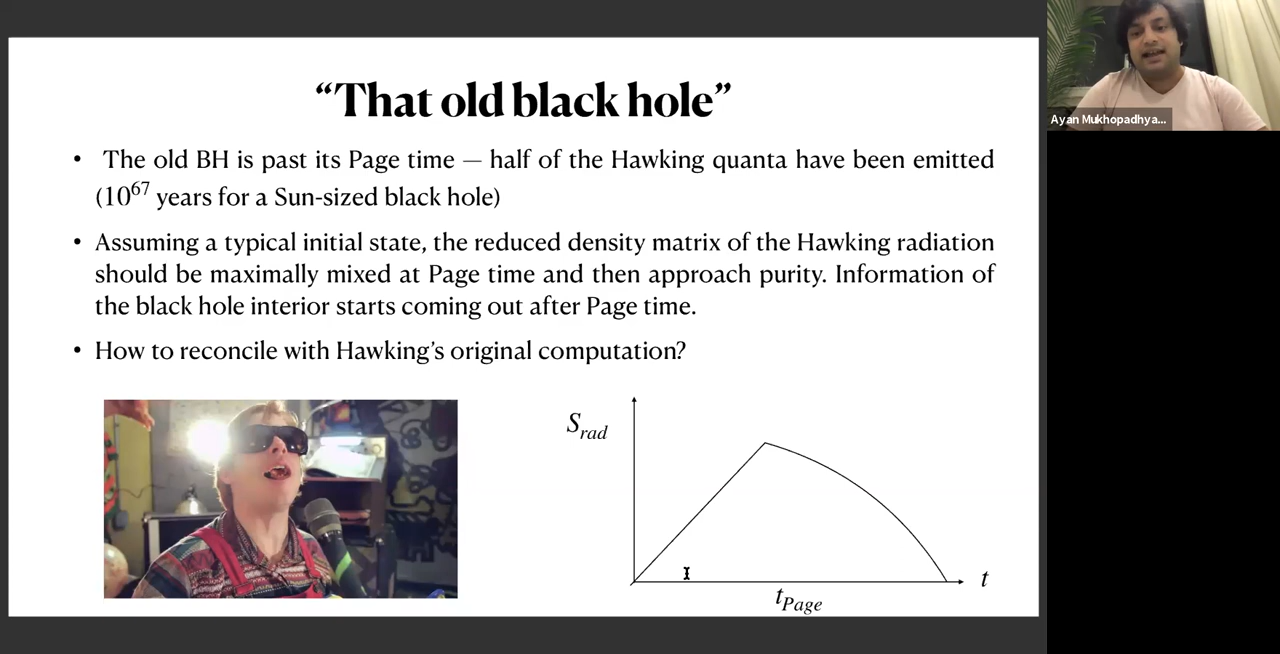 “That old black hole”
• The old BH is past its Page time — half of the Hawking quanta have been emitted
(10^67 years for a Sun-sized black hole)
• Assuming a typical initial state, the reduced density matrix of the Hawking radiation
should be maximally mixed at Page time and then approach purity. Information of
the black hole interior starts coming out after Page time.
• How to reconcile with Hawking’s original computation?
S_rad
t
t_Page
Ayan Mukhopadhya...